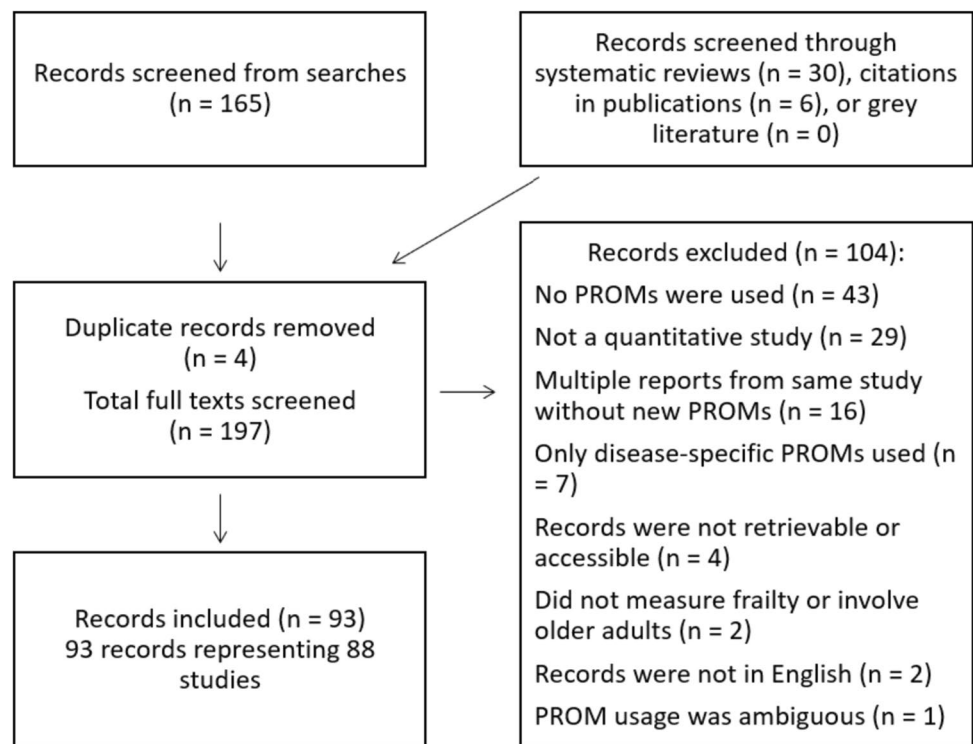 Records screened from searches
(n = 165)
Records screened through
systematic reviews (n = 30), citations
in publications (n = 6), or grey
literature (n = 0)
Duplicate records removed
(n = 4)
Total full texts screened
(n = 197)
Records excluded (n = 104):
No PROMs were used (n = 43)
Not a quantitative study (n = 29)
Multiple reports from same study
without new PROMs (n = 16)
Only disease-specific PROMs used (n
= 7)
Records were not retrievable or
accessible (n = 4)
Did not measure frailty or involve
older adults (n = 2)
Records were not in English (n = 2)
PROM usage was ambiguous (n = 1)
Records included (n = 93)
93 records representing 88
studies